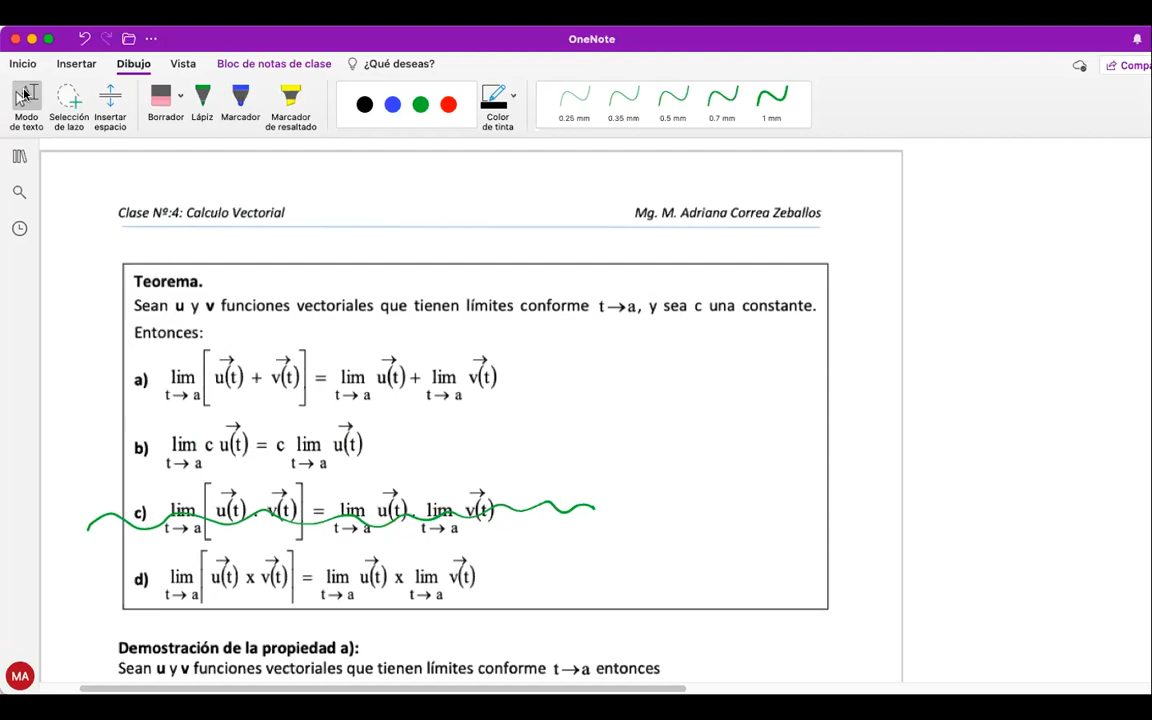 OneNote
Inicio Insertar Dibujo Vista Bloc de notas de clase ¿Qué deseas?
Modo de texto Selección de lazo Insertar espacio Borrador Lápiz Marcador Marcador de resaltado Color de tinta 0.25 mm 0.35 mm 0.5 mm 0.7 mm 1 mm
Clase Nº:4: Calculo Vectorial Mg. M. Adriana Correa Zeballos
Teorema.
Sean u y v funciones vectoriales que tienen límites conforme t→a, y sea c una constante.
Entonces:
a) lim t→a [ u(t) + v(t) ] = lim t→a u(t) + lim t→a v(t)
b) lim t→a c u(t) = c lim t→a u(t)
c) lim t→a [ u(t) . v(t) ] = lim t→a u(t) . lim t→a v(t)
d) lim t→a [ u(t) x v(t) ] = lim t→a u(t) x lim t→a v(t)
Demostración de la propiedad a):
Sean u y v funciones vectoriales que tienen límites conforme t→a entonces
MA